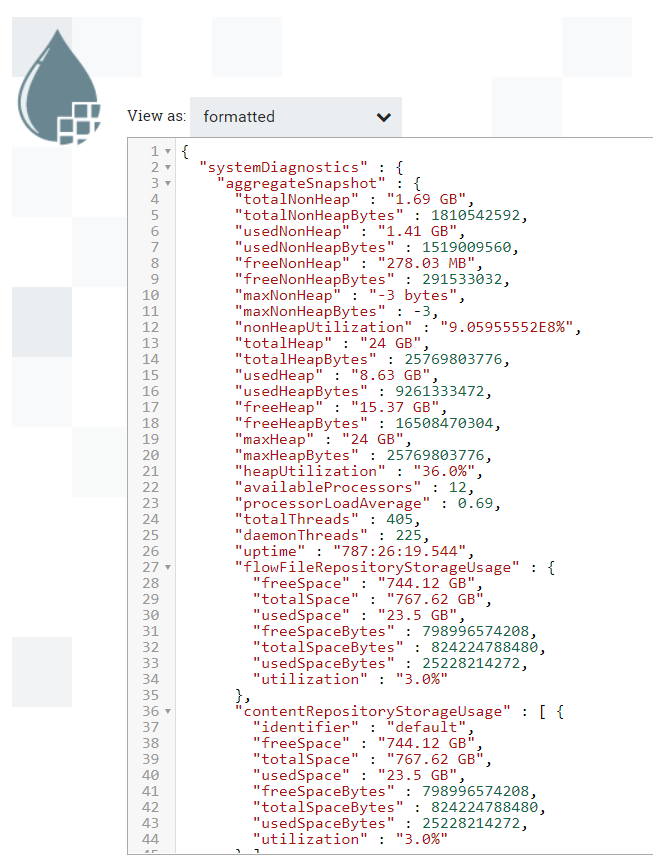 View as: formatted
1 {
2 "systemDiagnostics" : {
3 "aggregateSnapshot" : {
4 "totalNonHeap" : "1.69 GB",
5 "totalNonHeapBytes" : 1810542592,
6 "usedNonHeap" : "1.41 GB",
7 "usedNonHeapBytes" : 1519009560,
8 "freeNonHeap" : "278.03 MB",
9 "freeNonHeapBytes" : 291533032,
10 "maxNonHeap" : "-3 bytes",
11 "maxNonHeapBytes" : -3,
12 "nonHeapUtilization" : "9.05955552E8%",
13 "totalHeap" : "24 GB",
14 "totalHeapBytes" : 25769803776,
15 "usedHeap" : "8.63 GB",
16 "usedHeapBytes" : 9261333472,
17 "freeHeap" : "15.37 GB",
18 "freeHeapBytes" : 16508470304,
19 "maxHeap" : "24 GB",
20 "maxHeapBytes" : 25769803776,
21 "heapUtilization" : "36.0%",
22 "availableProcessors" : 12,
23 "processorLoadAverage" : 0.69,
24 "totalThreads" : 405,
25 "daemonThreads" : 225,
26 "uptime" : "787:26:19.544",
27 "flowFileRepositoryStorageUsage" : {
28 "freeSpace" : "744.12 GB",
29 "totalSpace" : "767.62 GB",
30 "usedSpace" : "23.5 GB",
31 "freeSpaceBytes" : 798996574208,
32 "totalSpaceBytes" : 824224788480,
33 "usedSpaceBytes" : 25228214272,
34 "utilization" : "3.0%"
35 },
36 "contentRepositoryStorageUsage" : [ {
37 "identifier" : "default",
38 "freeSpace" : "744.12 GB",
39 "totalSpace" : "767.62 GB",
40 "usedSpace" : "23.5 GB",
41 "freeSpaceBytes" : 798996574208,
42 "totalSpaceBytes" : 824224788480,
43 "usedSpaceBytes" : 25228214272,
44 "utilization" : "3.0%"